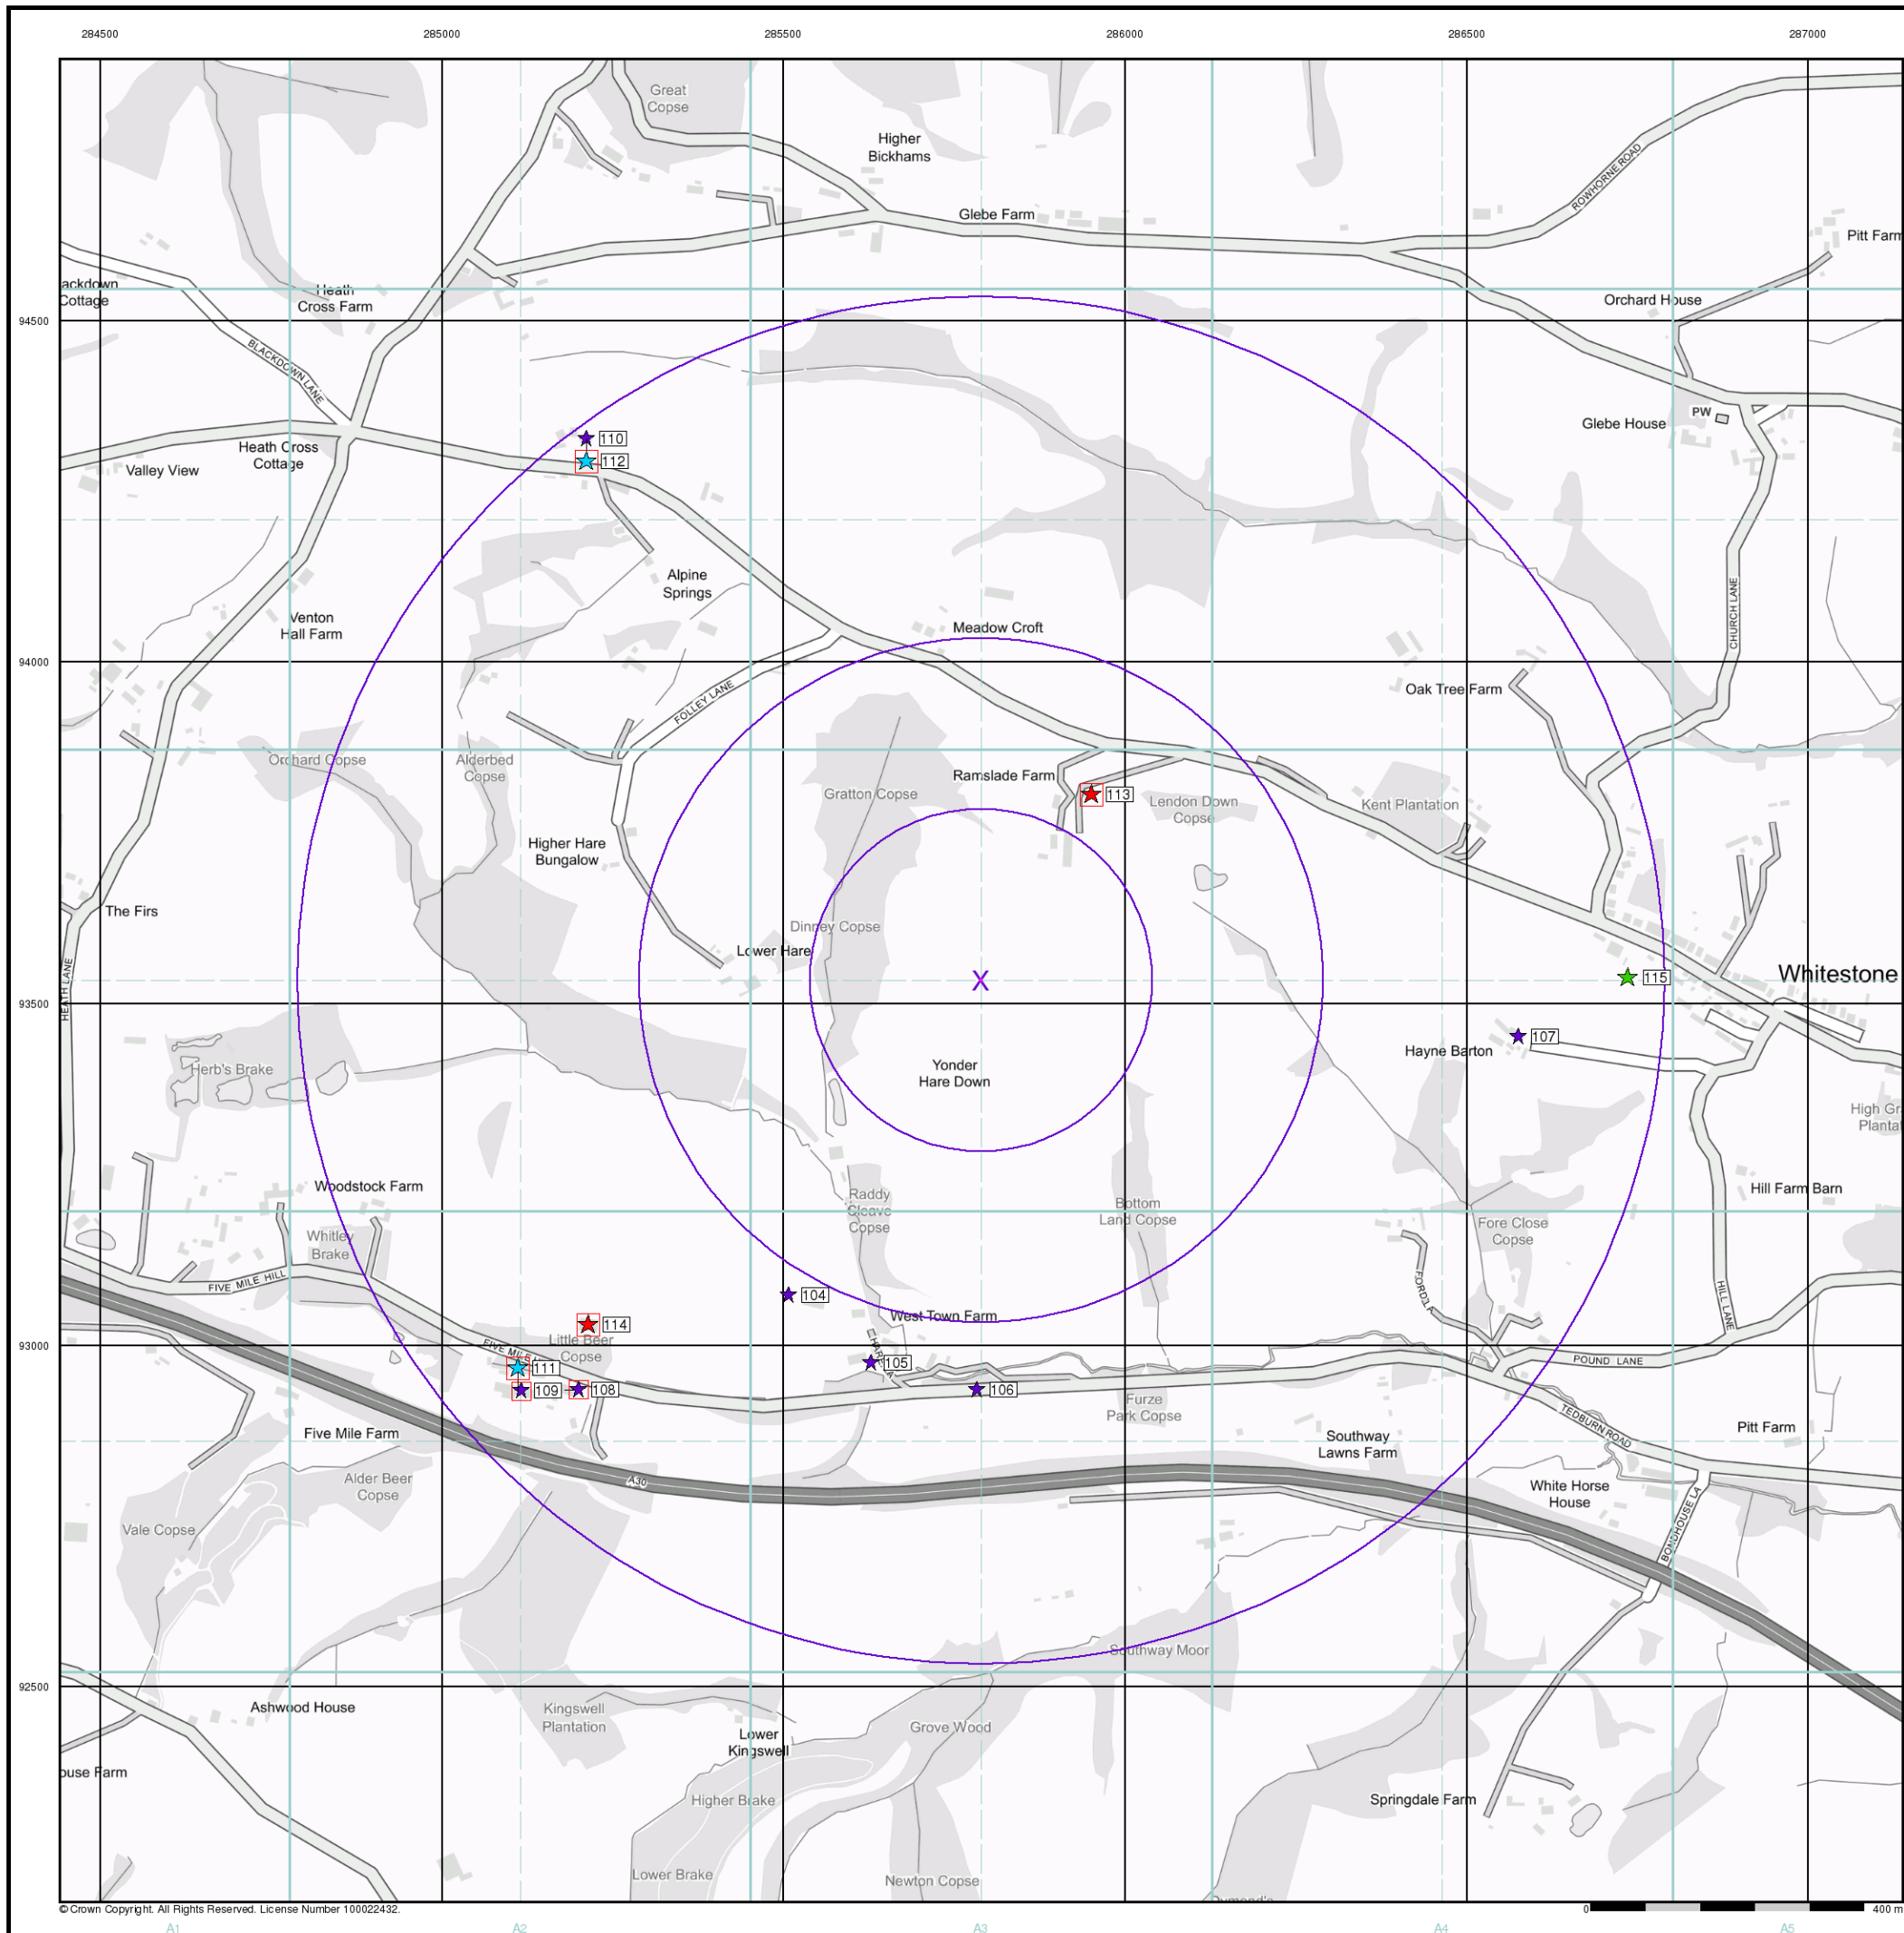 284500 285000 285500 286000 286500 287000
Great
Copse
Higher
Bickhams
ROWHORNE ROAD
Glebe Farm
Pitt Farm
94500
ackdown
Cottage
Heath
Cross Farm
Orchard House
BLACKDOWN LANE
PW
Glebe House
110
112
Heath Cross
Cottage
Valley View
Alpine
Springs
CHURCH LANE
Venton
Hall Farm
Meadow Croft
94000
FOLLEY LANE
Oak Tree Farm
Orchard Copse
Alderbed
Copse
Gratton Copse
Ramslade Farm
113
Lendon Down
Copse
Kent Plantation
Higher Hare
Bungalow
The Firs
Dinney Copse
Lower Hare
HEATH LANE
X
115
Whitestone
93500
107
Hayne Barton
Herb's Brake
Yonder
Hare Down
High Gr
Planta
Woodstock Farm
Raddy
Cleave
Copse
Bottom
Land Copse
Hill Farm Barn
Whitley
Brake
Fore Close
Copse
FIVE MILE HILL
FORD LA
HILL LANE
104
West Town Farm
114
93000
Little Beer
Copse
FIVE MILE
HARE LA
111
105
POUND LANE
109
108
106
Furze
Park Copse
TEDBURN ROAD
Five Mile Farm
Southway
Lawns Farm
Pitt Farm
A30
Alder Beer
Copse
White Horse
House
Vale Copse
BONDHOUSE LA
Southway Moor
92500
Ashwood House
Kingswell
Plantation
Grove Wood
Lower
Kingswell
ouse Farm
Higher Brake
Springdale Farm
Lower Brake
Newton Copse
Dymond's
© Crown Copyright. All Rights Reserved. License Number 100022432.
0 400 m
A1 A2 A3 A4 A5